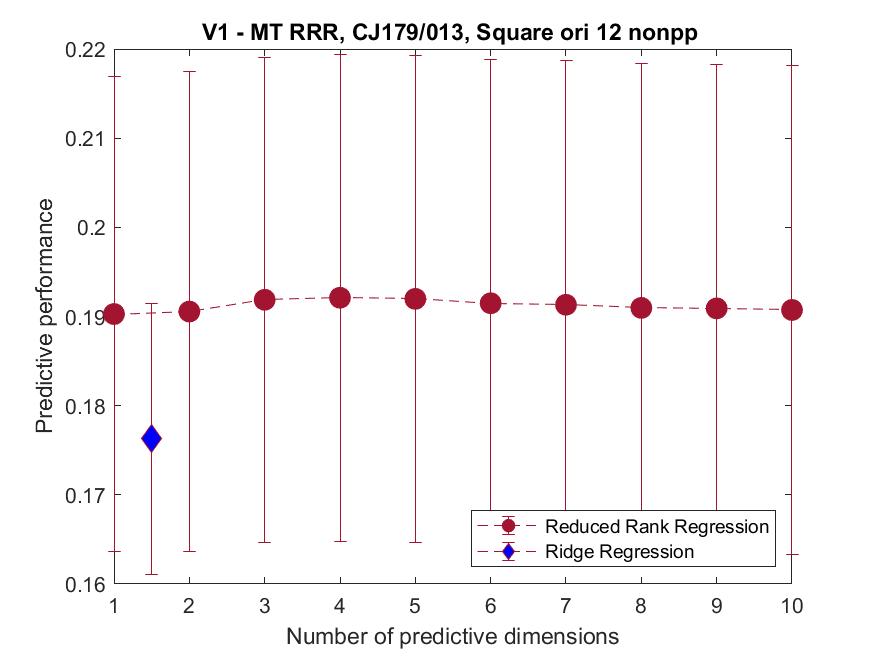 V1 - MT RRR, CJ179/013, Square ori 12 nonpp
Predictive performance
0.22
0.21
0.2
0.19
0.18
0.17
0.16
1 2 3 4 5 6 7 8 9 10
Number of predictive dimensions
Reduced Rank Regression
Ridge Regression